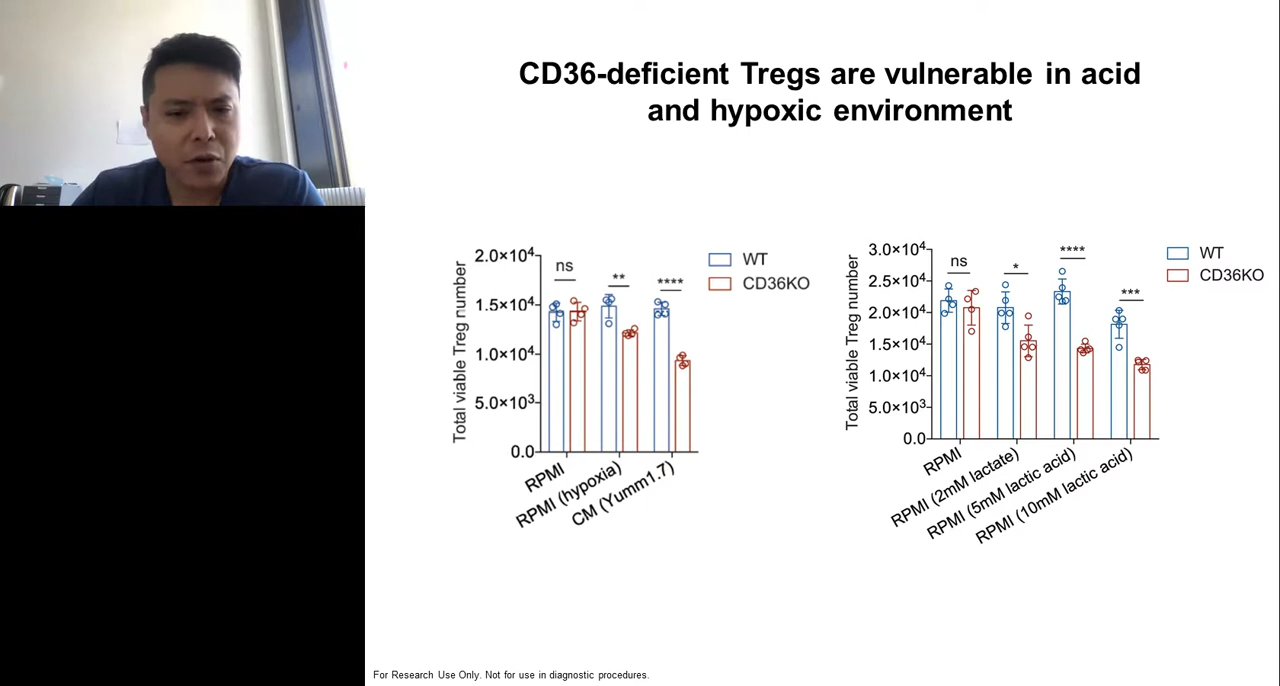 CD36-deficient Tregs are vulnerable in acid
and hypoxic environment
Total viable Treg number
2.0×10⁴
1.5×10⁴
1.0×10⁴
5.0×10³
0.0
ns
**
****
WT
CD36KO
RPMI
RPMI (hypoxia)
CM (Yumm1.7)
Total viable Treg number
3.0×10⁴
2.5×10⁴
2.0×10⁴
1.5×10⁴
1.0×10⁴
5.0×10³
0.0
ns
*
****
***
WT
CD36KO
RPMI
RPMI (2mM lactate)
RPMI (5mM lactic acid)
RPMI (10mM lactic acid)
For Research Use Only. Not for use in diagnostic procedures.